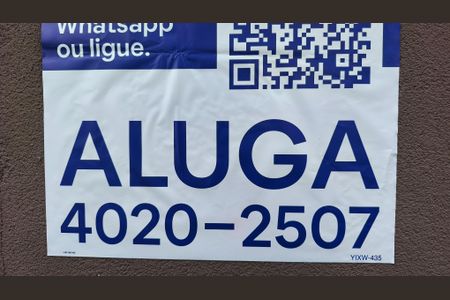 Whatsapp
ou ligue.
ALUGA
4020-2507
YIXW-435